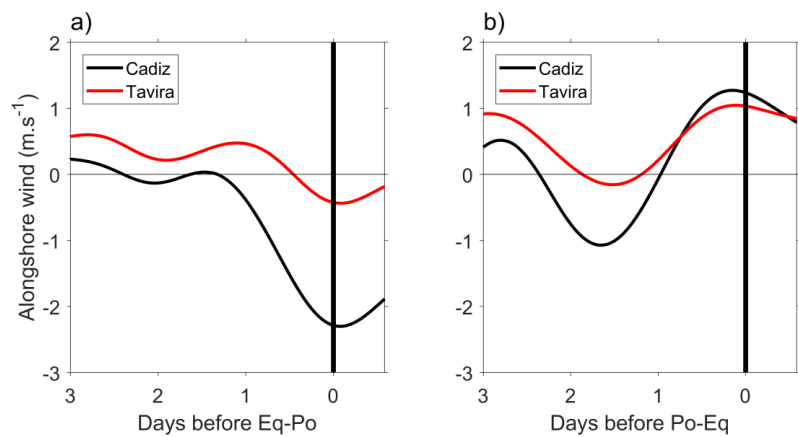 a)
Cadiz
Tavira
Alongshore wind (m.s⁻¹)
2
1
0
-1
-2
-3
3 2 1 0
Days before Eq-Po
b)
Cadiz
Tavira
2
1
0
-1
-2
-3
3 2 1 0
Days before Po-Eq